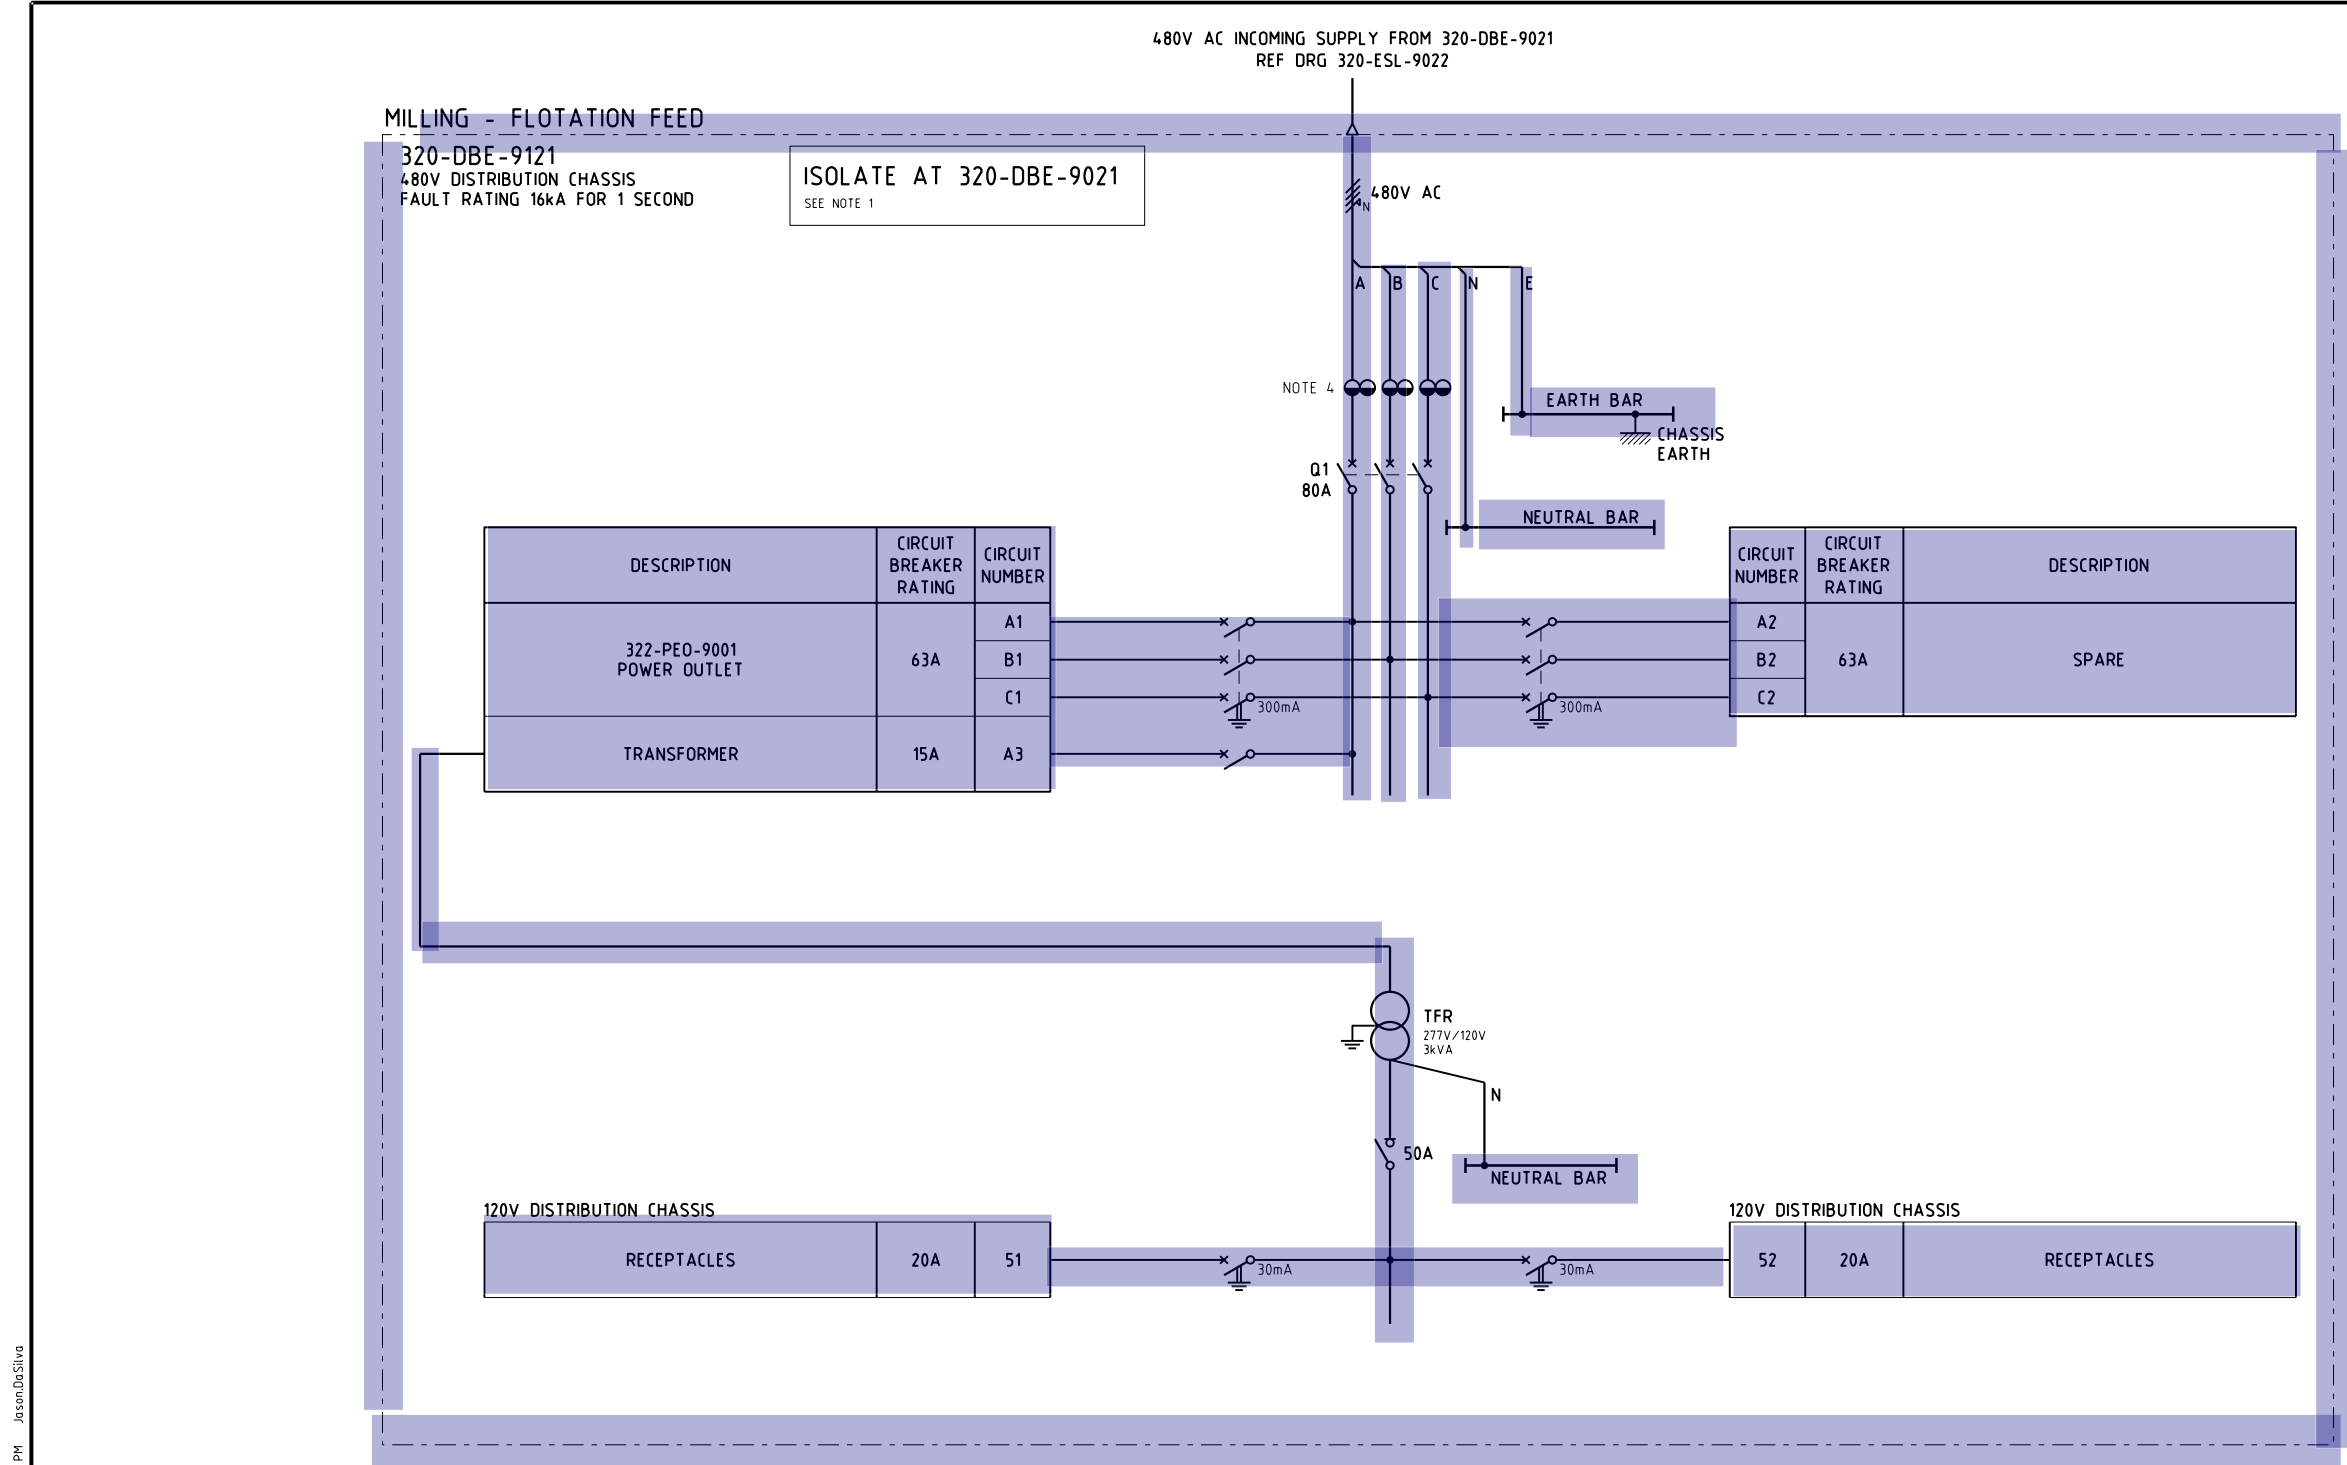 480V AC INCOMING SUPPLY FROM 320-DBE-9021
REF DRG 320-ESL-9022
MILLING - FLOTATION FEED
320-DBE-9121
480V DISTRIBUTION CHASSIS
FAULT RATING 16kA FOR 1 SECOND
ISOLATE AT 320-DBE-9021
SEE NOTE 1
480V AC
N
A B C N E
NOTE 4
EARTH BAR
CHASSIS
EARTH
Q1
80A
NEUTRAL BAR
DESCRIPTION
CIRCUIT
BREAKER
RATING
CIRCUIT
NUMBER
322-PEO-9001
POWER OUTLET
63A
A1
B1
C1
300mA
TRANSFORMER 15A A3
CIRCUIT
NUMBER
CIRCUIT
BREAKER
RATING
DESCRIPTION
A2
B2
C2
63A
SPARE
300mA
TFR
277V/120V
3kVA
N
50A
NEUTRAL BAR
120V DISTRIBUTION CHASSIS
RECEPTACLES 20A 51
30mA
30mA
120V DISTRIBUTION CHASSIS
52 20A RECEPTACLES
PM Jason.DaSilva